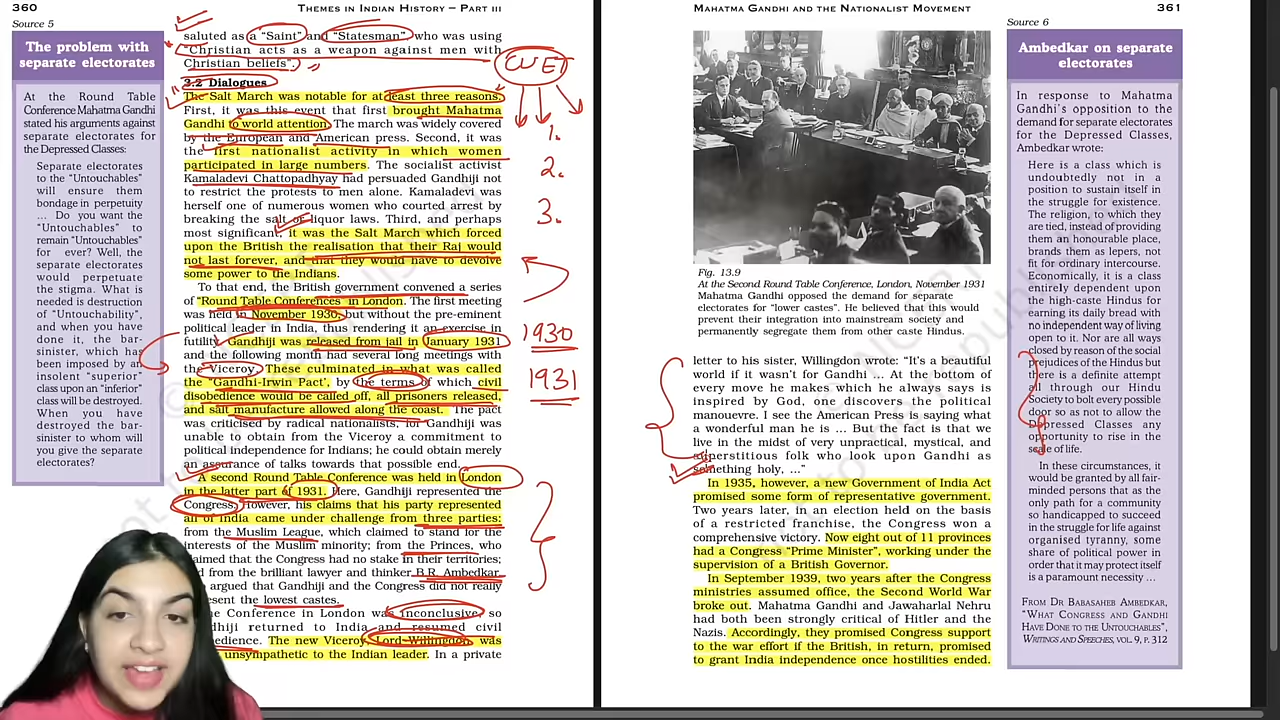 360
THEMES IN INDIAN HISTORY – PART III
Source 5
The problem with
separate electorates
At the Round Table
Conference Mahatma Gandhi
stated his arguments against
separate electorates for
the Depressed Classes:
Separate electorates
to the "Untouchables"
will ensure them
bondage in perpetuity
... Do you want the
"Untouchables" to
remain "Untouchables"
for ever? Well, the
separate electorates
would perpetuate
the stigma. What is
needed is destruction
of "Untouchability",
and when you have
done it, the bar-
sinister, which has
been imposed by an
insolent "superior"
class upon an "inferior"
class will be destroyed.
When you have
destroyed the bar-
sinister to whom will
you give the separate
electorates?
saluted as a "Saint" and "Statesman" who was using
"Christian acts as a weapon against men with
Christian beliefs".
3.2 Dialogues
The Salt March was notable for at least three reasons.
First, it was this event that first brought Mahatma
Gandhi to world attention. The march was widely covered
by the European and American press. Second, it was
the first nationalist activity in which women
participated in large numbers. The socialist activist
Kamaladevi Chattopadhyay had persuaded Gandhiji not
to restrict the protests to men alone. Kamaladevi was
herself one of numerous women who courted arrest by
breaking the salt or liquor laws. Third, and perhaps
most significant, it was the Salt March which forced
upon the British the realisation that their Raj would
not last forever, and that they would have to devolve
some power to the Indians.
To that end, the British government convened a series
of "Round Table Conferences" in London. The first meeting
was held in November 1930, but without the pre-eminent
political leader in India, thus rendering it an exercise in
futility. Gandhiji was released from jail in January 1931
and the following month had several long meetings with
the Viceroy. These culminated in what was called
the "Gandhi-Irwin Pact', by the terms of which civil
disobedience would be called off, all prisoners released,
and salt manufacture allowed along the coast. The pact
was criticised by radical nationalists, for Gandhiji was
unable to obtain from the Viceroy a commitment to
political independence for Indians; he could obtain merely
an assurance of talks towards that possible end.
A second Round Table Conference was held in London
in the latter part of 1931. Here, Gandhiji represented the
Congress. However, his claims that his party represented
all of India came under challenge from three parties:
from the Muslim League, which claimed to stand for the
interests of the Muslim minority; from the Princes, who
claimed that the Congress had no stake in their territories;
from the brilliant lawyer and thinker B.R. Ambedkar,
argued that Gandhiji and the Congress did not really
the lowest castes.
Conference in London was inconclusive, so
returned to India and resumed civil
The new Viceroy, Lord Willingdon, was
unsympathetic to the Indian leader. In a private
CUET
1.
2.
3.
1930
1931
MAHATMA GANDHI AND THE NATIONALIST MOVEMENT
361
Fig. 13.9
At the Second Round Table Conference, London, November 1931
Mahatma Gandhi opposed the demand for separate
electorates for "lower castes". He believed that this would
prevent their integration into mainstream society and
permanently segregate them from other caste Hindus.
letter to his sister, Willingdon wrote: "It's a beautiful
world if it wasn't for Gandhi ... At the bottom of
every move he makes which he always says is
inspired by God, one discovers the political
manouevre. I see the American Press is saying what
a wonderful man he is ... But the fact is that we
live in the midst of very unpractical, mystical, and
superstitious folk who look upon Gandhi as
something holy, ..."
In 1935, however, a new Government of India Act
promised some form of representative government.
Two years later, in an election held on the basis
of a restricted franchise, the Congress won a
comprehensive victory. Now eight out of 11 provinces
had a Congress "Prime Minister", working under the
supervision of a British Governor.
In September 1939, two years after the Congress
ministries assumed office, the Second World War
broke out. Mahatma Gandhi and Jawaharlal Nehru
had both been strongly critical of Hitler and the
Nazis. Accordingly, they promised Congress support
to the war effort if the British, in return, promised
to grant India independence once hostilities ended.
Source 6
Ambedkar on separate
electorates
In response to Mahatma
Gandhi's opposition to the
demand for separate electorates
for the Depressed Classes,
Ambedkar wrote:
Here is a class which is
undoubtedly not in a
position to sustain itself in
the struggle for existence.
The religion, to which they
are tied, instead of providing
them an honourable place,
brands them as lepers, not
fit for ordinary intercourse.
Economically, it is a class
entirely dependent upon
the high-caste Hindus for
earning its daily bread with
no independent way of living
open to it. Nor are all ways
closed by reason of the social
prejudices of the Hindus but
there is a definite attempt
all through our Hindu
Society to bolt every possible
door so as not to allow the
Depressed Classes any
opportunity to rise in the
scale of life.
In these circumstances, it
would be granted by all fair-
minded persons that as the
only path for a community
so handicapped to succeed
in the struggle for life against
organised tyranny, some
share of political power in
order that it may protect itself
is a paramount necessity ...
FROM DR BABASAHEB AMBEDKAR,
"WHAT CONGRESS AND GANDHI
HAVE DONE TO THE UNTOUCHABLES",
WRITINGS AND SPEECHES, VOL. 9, P. 312